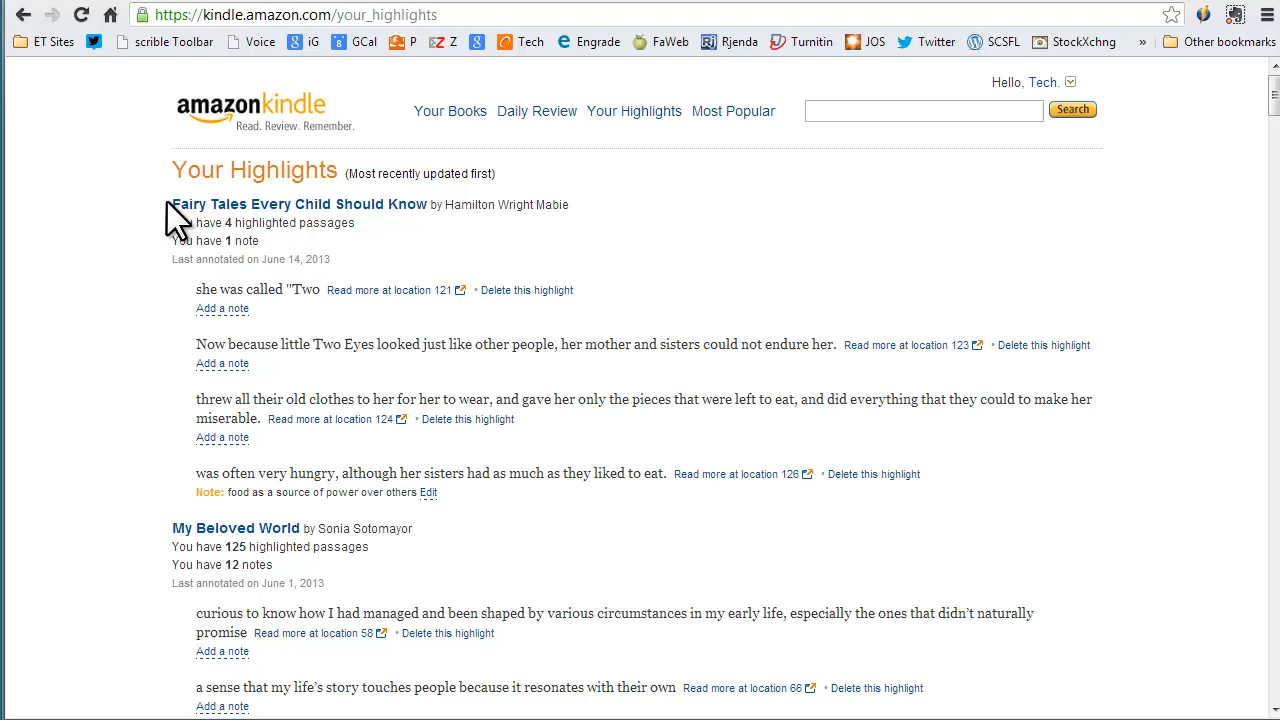 https://kindle.amazon.com/your_highlights
ET Sites scrible Toolbar Voice iG GCal P Z Tech Engrade FaWeb Rjenda Turnitin JOS Twitter SCSFL StockXchng » Other bookmarks
Hello, Tech.
amazonkindle Your Books Daily Review Your Highlights Most Popular Search
Read. Review. Remember.
Your Highlights (Most recently updated first)
Fairy Tales Every Child Should Know by Hamilton Wright Mabie
have 4 highlighted passages
You have 1 note
Last annotated on June 14, 2013
she was called "Two Read more at location 121 • Delete this highlight
Add a note
Now because little Two Eyes looked just like other people, her mother and sisters could not endure her. Read more at location 123 • Delete this highlight
Add a note
threw all their old clothes to her for her to wear, and gave her only the pieces that were left to eat, and did everything that they could to make her
miserable. Read more at location 124 • Delete this highlight
Add a note
was often very hungry, although her sisters had as much as they liked to eat. Read more at location 126 • Delete this highlight
Note: food as a source of power over others Edit
My Beloved World by Sonia Sotomayor
You have 125 highlighted passages
You have 12 notes
Last annotated on June 1, 2013
curious to know how I had managed and been shaped by various circumstances in my early life, especially the ones that didn’t naturally
promise Read more at location 58 • Delete this highlight
Add a note
a sense that my life’s story touches people because it resonates with their own Read more at location 66 • Delete this highlight
Add a note